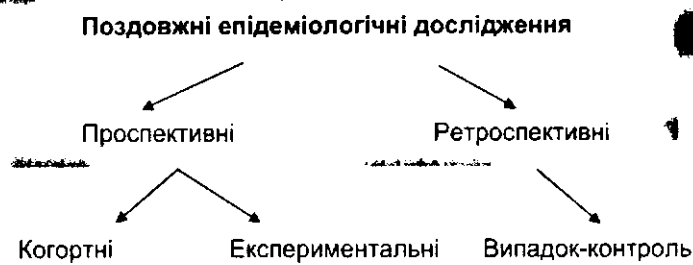 Поздовжні епідеміологічні дослідження
Проспективні Ретроспективні
Когортні Експериментальні Випадок-контроль